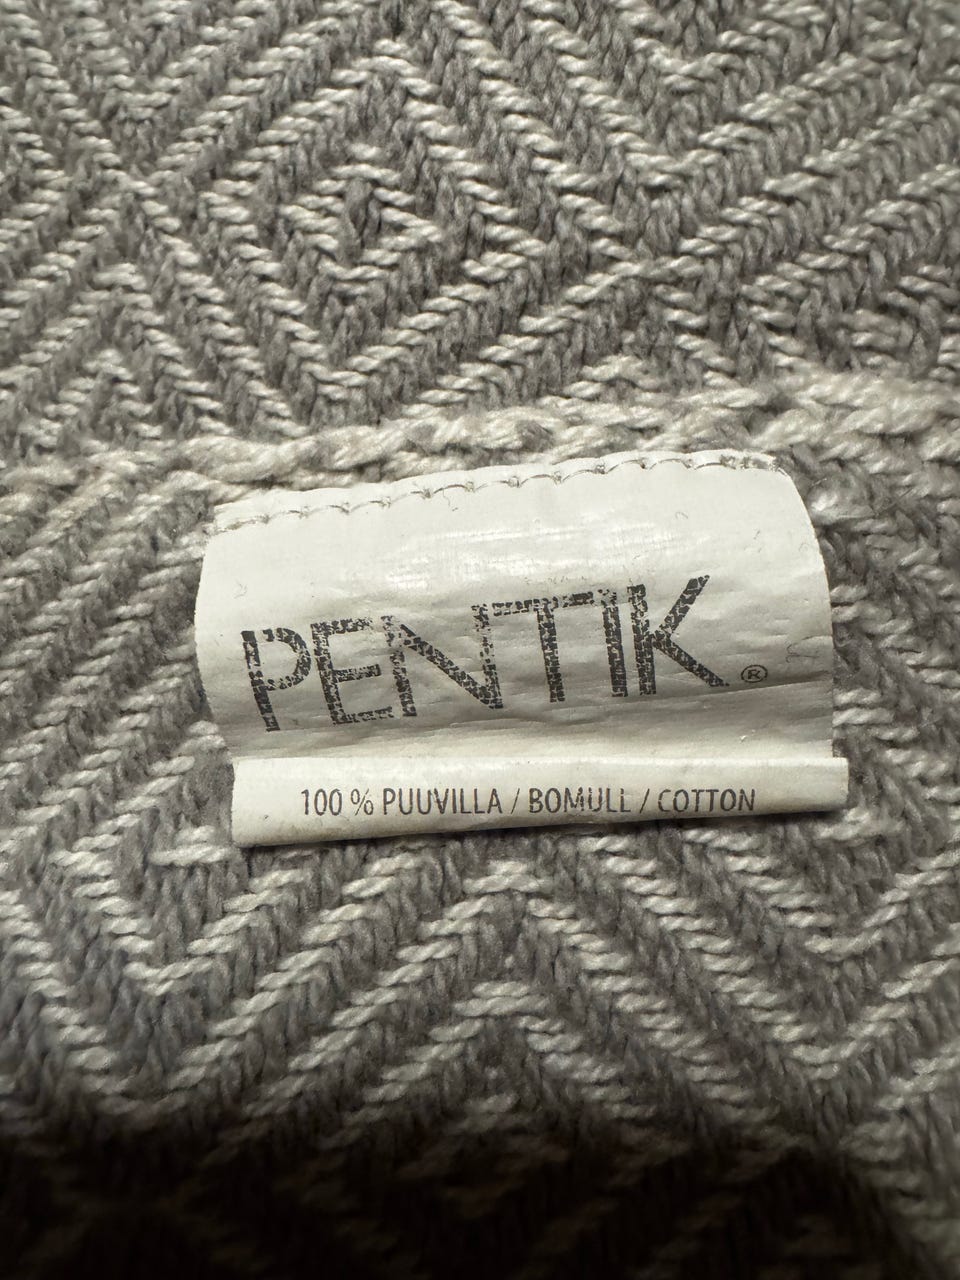 PENTIK®
100 % PUUVILLA / BOMULL / COTTON